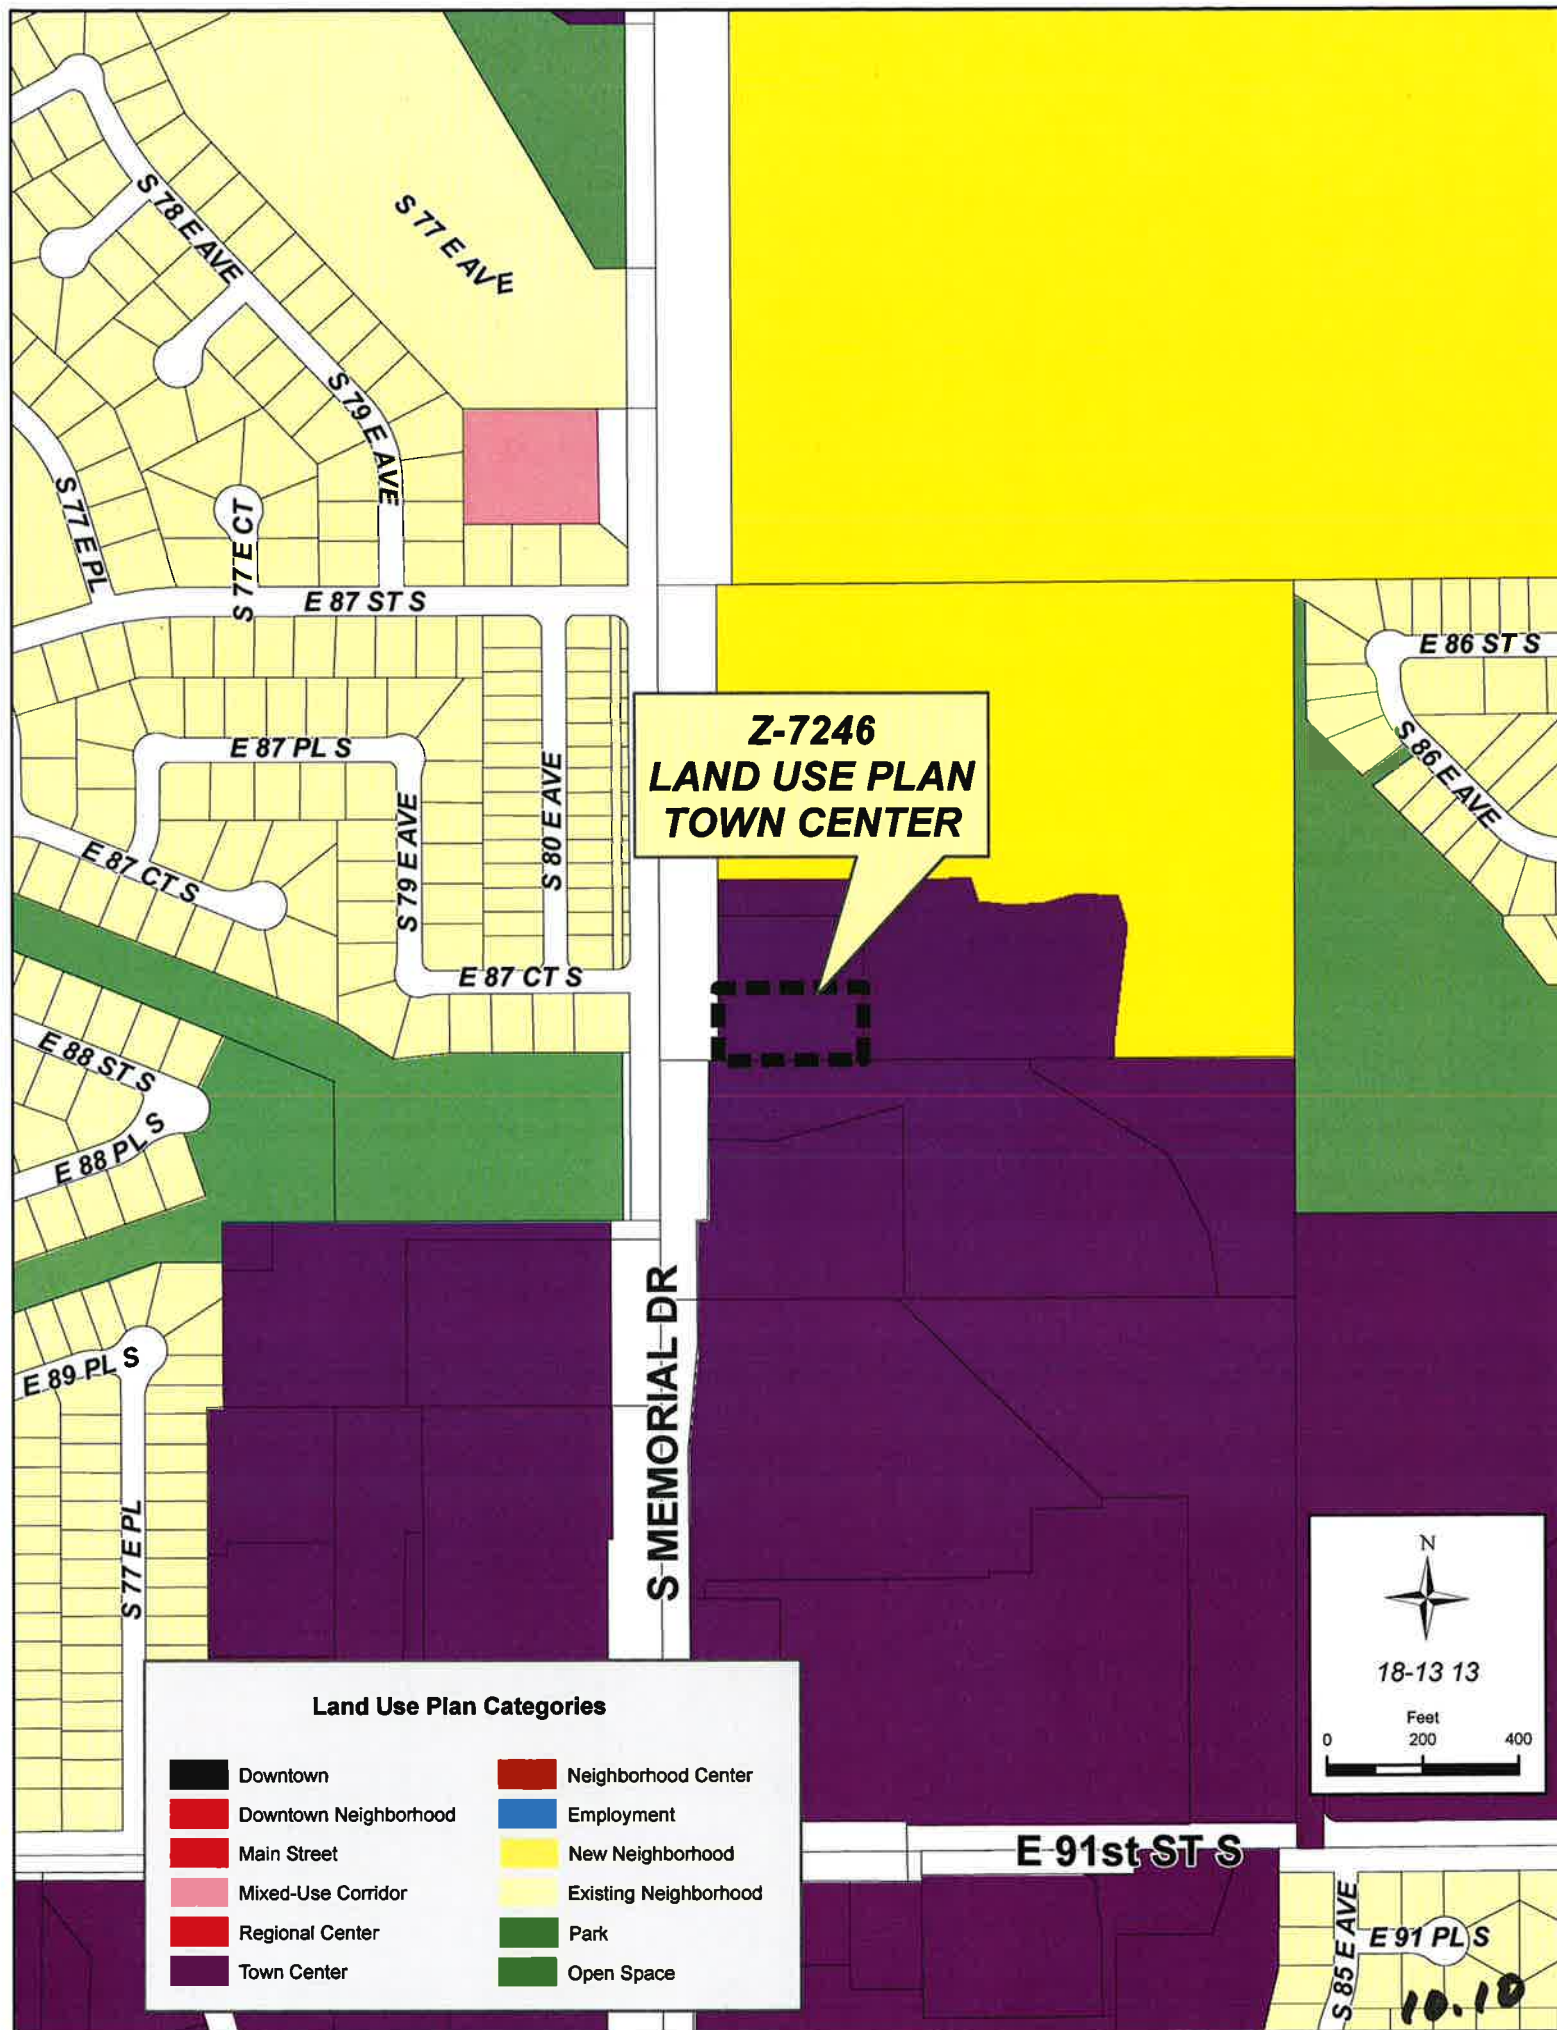 S 78 E AVE
S 77 E AVE
S 79 E AVE
S 77 E PL
S 77 E CT
E 87 ST S
E 86 ST S
S 86 E AVE
Z-7246
LAND USE PLAN
TOWN CENTER
E 87 PL S
S 80 E AVE
S 79 E AVE
E 87 CT S
E 87 CT S
E 88 ST S
E 88 PL S
S MEMORIAL DR
E 89 PL S
S 77 E PL
N
18-13 13
Feet
0 200 400
Land Use Plan Categories
Downtown
Downtown Neighborhood
Main Street
Mixed-Use Corridor
Regional Center
Town Center
Neighborhood Center
Employment
New Neighborhood
Existing Neighborhood
Park
Open Space
E 91st ST S
S 85 E AVE
E 91 PL S
10.10